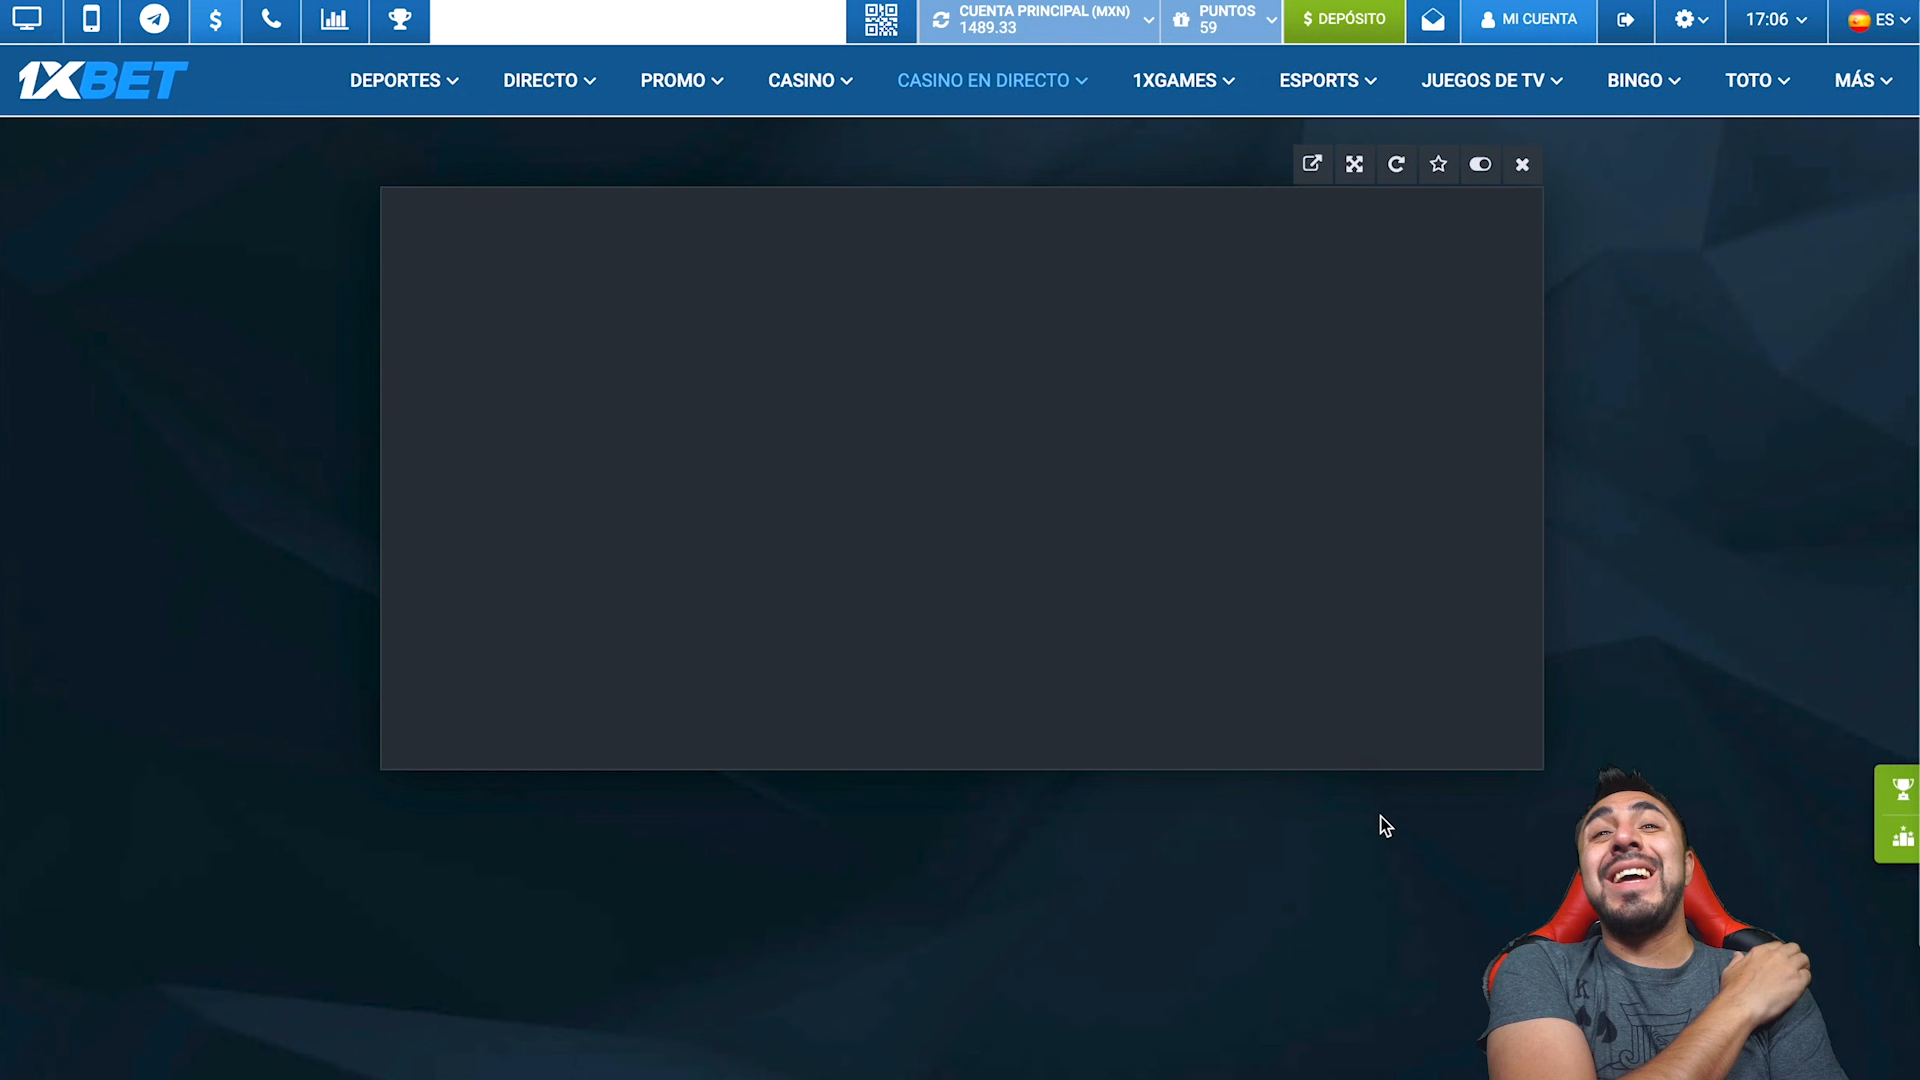 CUENTA PRINCIPAL (MXN)
1489.33
PUNTOS
59
$ DEPÓSITO
MI CUENTA
17:06
ES
1XBET
DEPORTES
DIRECTO
PROMO
CASINO
CASINO EN DIRECTO
1XGAMES
ESPORTS
JUEGOS DE TV
BINGO
TOTO
MÁS
K